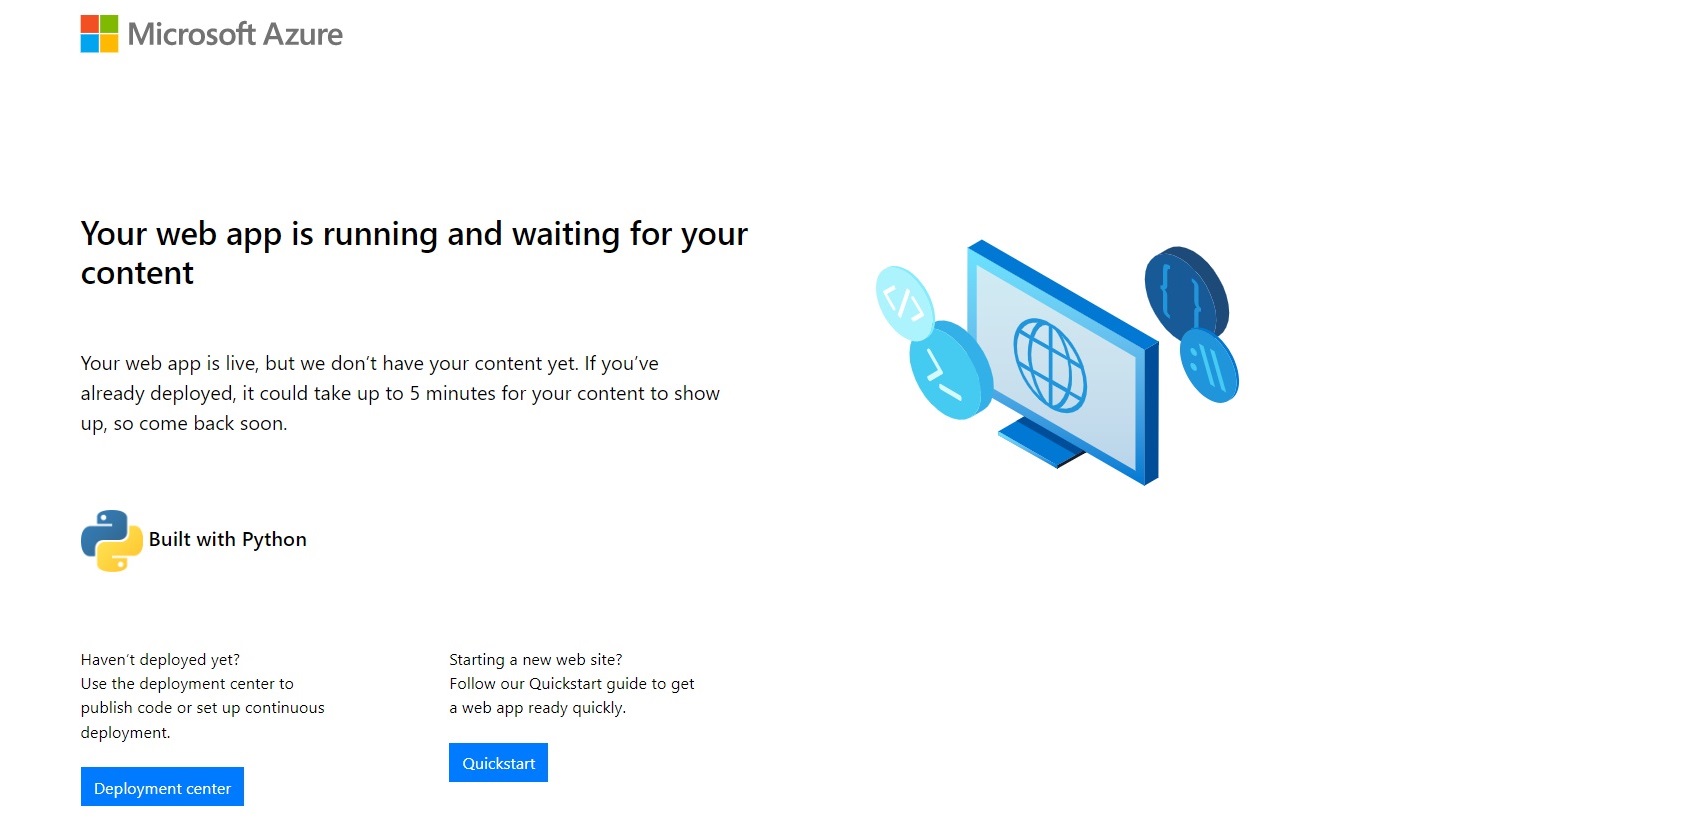 Microsoft Azure
Your web app is running and waiting for your
content
Your web app is live, but we don’t have your content yet. If you’ve
already deployed, it could take up to 5 minutes for your content to show
up, so come back soon.
</>
>_
{ }
:\\
Built with Python
Haven’t deployed yet?
Use the deployment center to
publish code or set up continuous
deployment.
Deployment center
Starting a new web site?
Follow our Quickstart guide to get
a web app ready quickly.
Quickstart